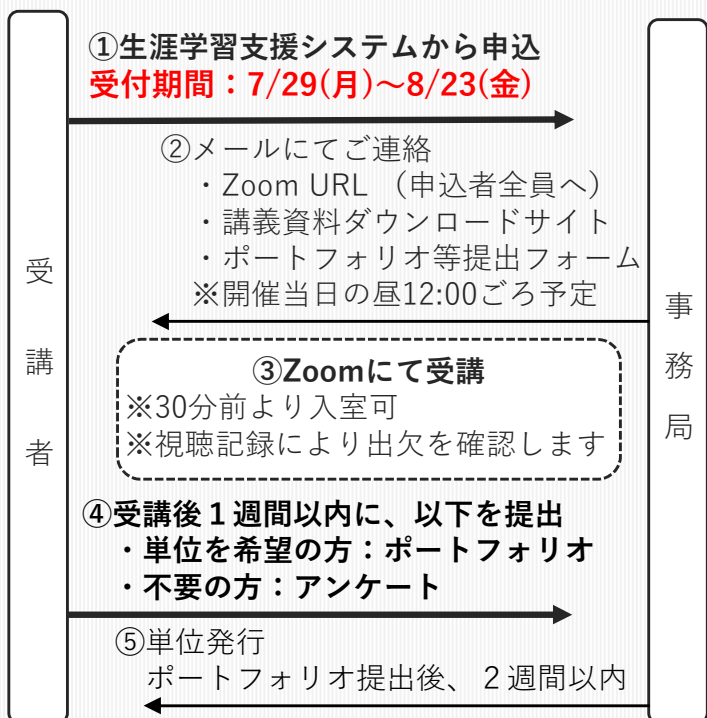 ①生涯学習支援システムから申込
受付期間：7/29(月)～8/23(金)
②メールにてご連絡
・Zoom URL （申込者全員へ）
・講義資料ダウンロードサイト
・ポートフォリオ等提出フォーム
※開催当日の昼12:00ごろ予定
受講者
事務局
③Zoomにて受講
※30分前より入室可
※視聴記録により出欠を確認します
④受講後１週間以内に、以下を提出
・単位を希望の方：ポートフォリオ
・不要の方：アンケート
⑤単位発行
ポートフォリオ提出後、２週間以内